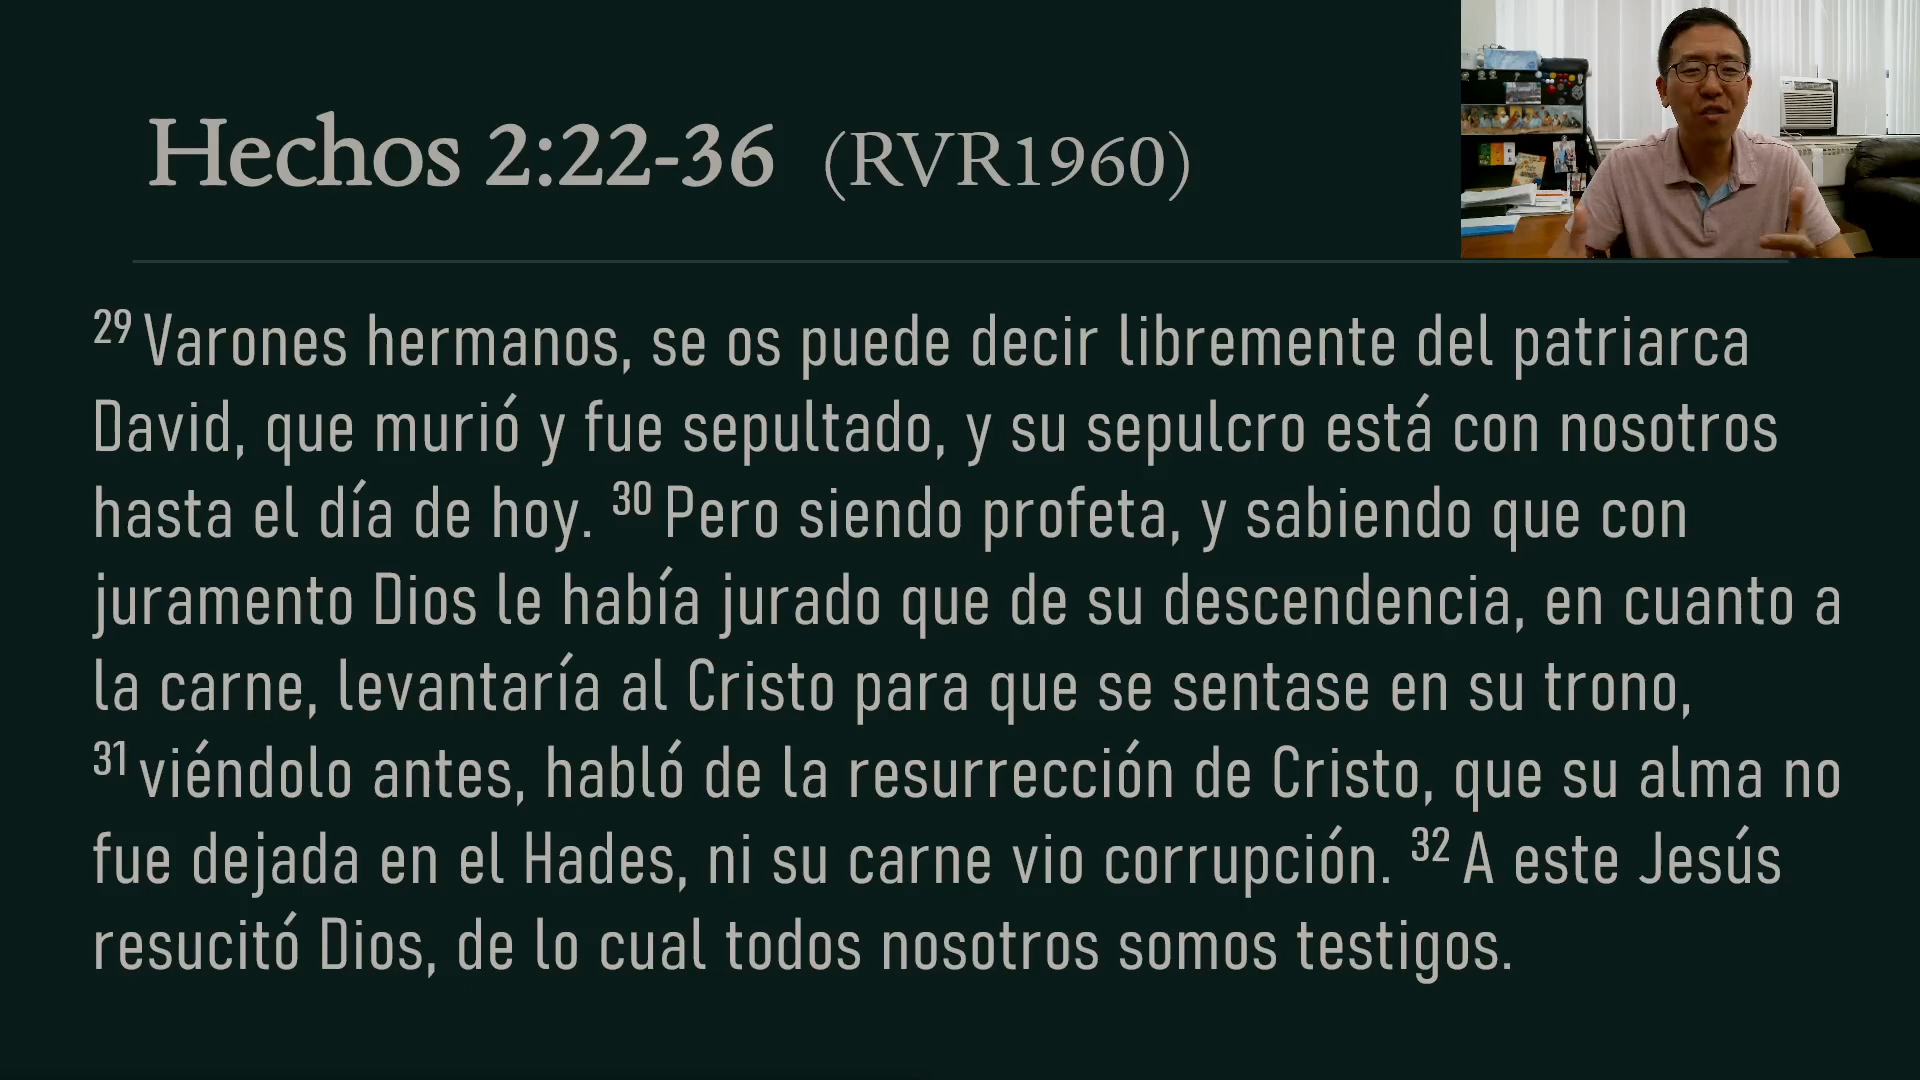 Hechos 2:22-36 (RVR1960)
29 Varones hermanos, se os puede decir libremente del patriarca
David, que murió y fue sepultado, y su sepulcro está con nosotros
hasta el día de hoy. 30 Pero siendo profeta, y sabiendo que con
juramento Dios le había jurado que de su descendencia, en cuanto a
la carne, levantaría al Cristo para que se sentase en su trono,
31 viéndolo antes, habló de la resurrección de Cristo, que su alma no
fue dejada en el Hades, ni su carne vio corrupción. 32 A este Jesús
resucitó Dios, de lo cual todos nosotros somos testigos.